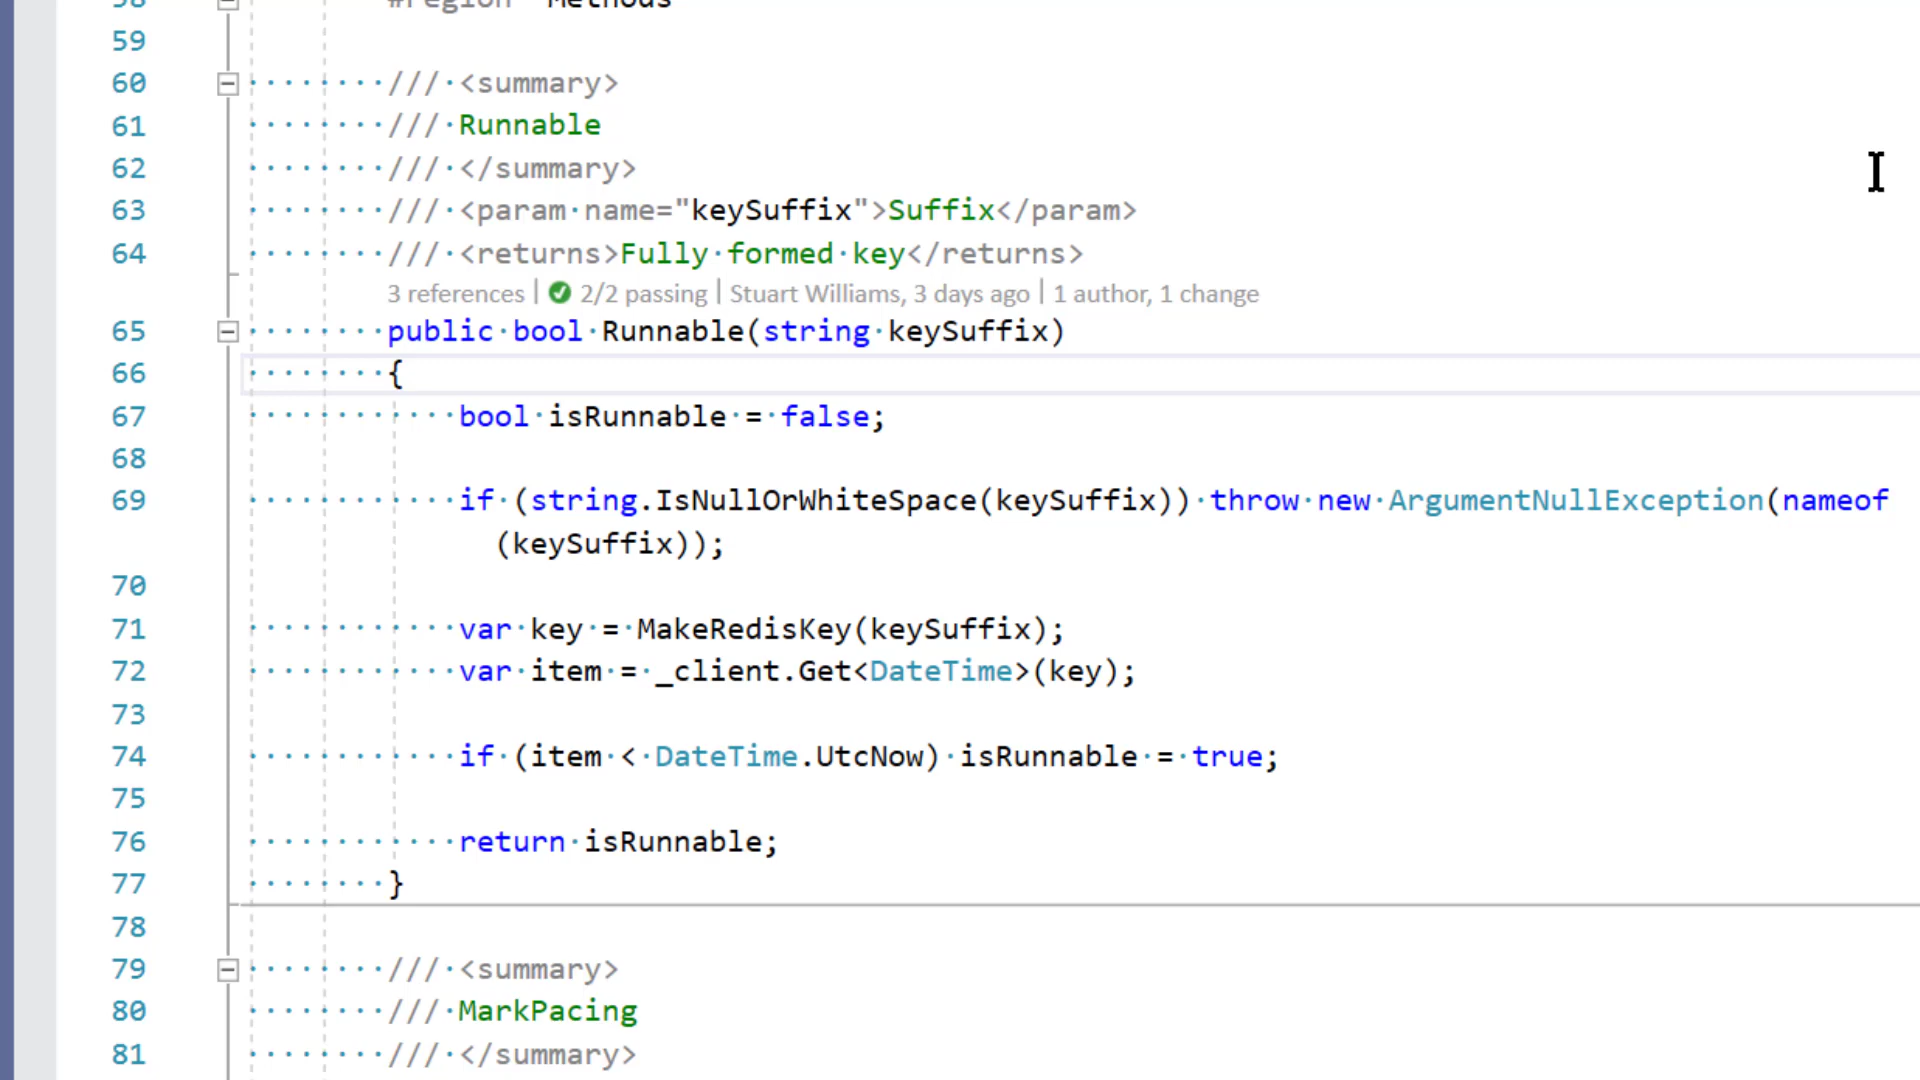 58 #region Methods
59
60 /// <summary>
61 /// Runnable
62 /// </summary>
63 /// <param name="keySuffix">Suffix</param>
64 /// <returns>Fully formed key</returns>
3 references | 2/2 passing | Stuart Williams, 3 days ago | 1 author, 1 change
65 public bool Runnable(string keySuffix)
66 {
67 bool isRunnable = false;
68
69 if (string.IsNullOrWhiteSpace(keySuffix)) throw new ArgumentNullException(nameof
(keySuffix));
70
71 var key = MakeRedisKey(keySuffix);
72 var item = _client.Get<DateTime>(key);
73
74 if (item < DateTime.UtcNow) isRunnable = true;
75
76 return isRunnable;
77 }
78
79 /// <summary>
80 /// MarkPacing
81 /// </summary>